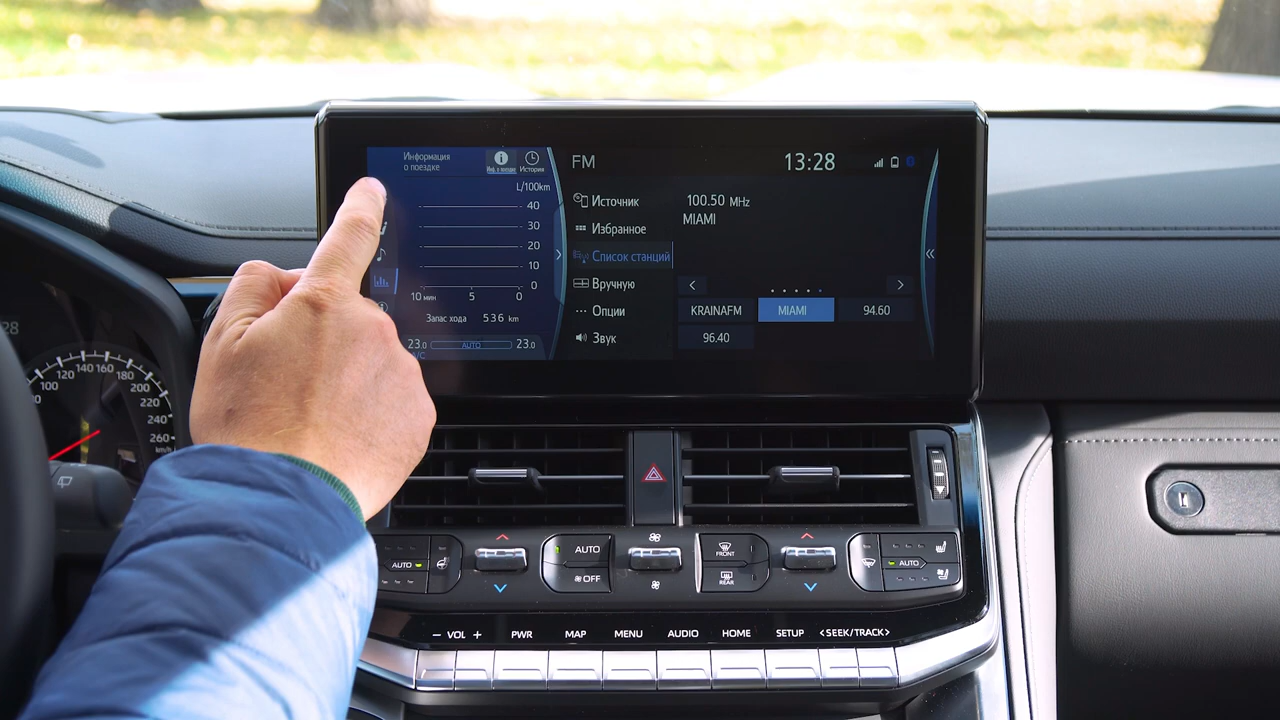 Информация
о поездке
История
FM
13:28
L/100km
40
30
20
10
0
10 мин 5 0
Запас хода 536 km
23.0 AUTO 23.0
A/C
Источник
Избранное
Список станций
Вручную
Опции
Звук
100.50 MHz
MIAMI
KRAINAFM MIAMI 94.60
96.40
28
100 120 140 160 180 200 220 240 260
km/h
AUTO
AUTO
OFF
FRONT
REAR
AUTO
− VOL + PWR MAP MENU AUDIO HOME SETUP <SEEK/TRACK>